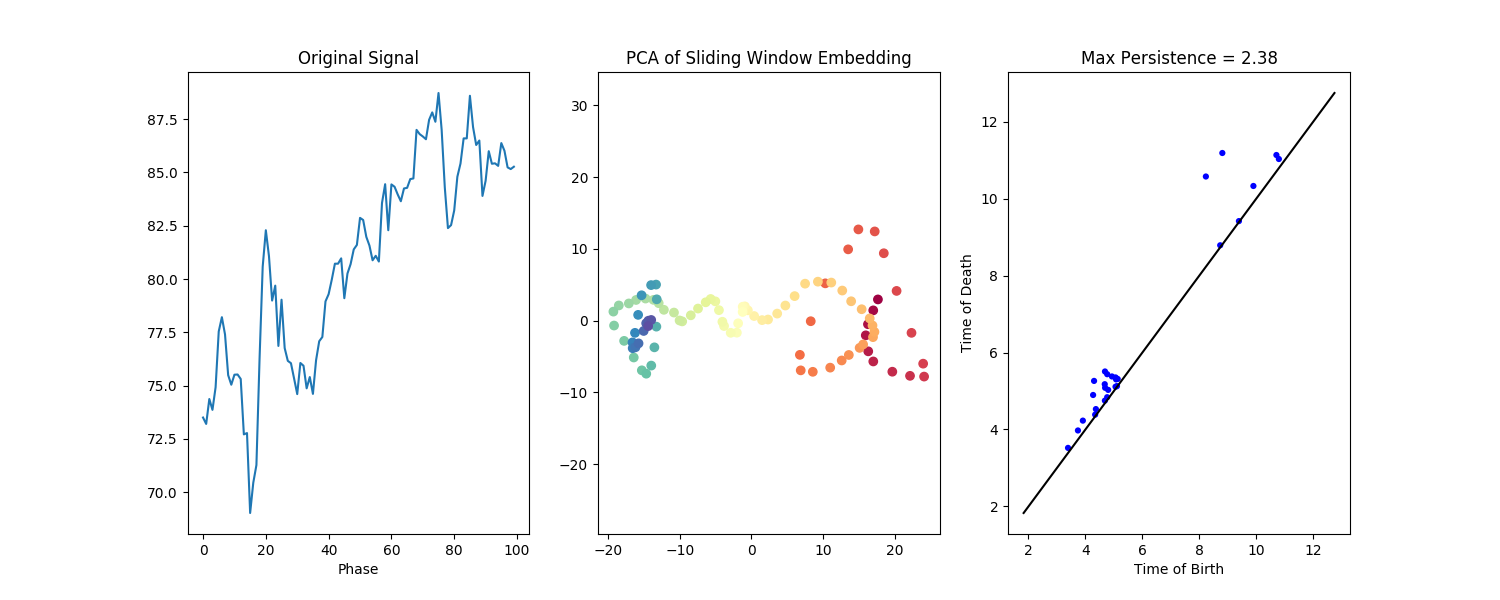 Original Signal
87.5
85.0
82.5
80.0
77.5
75.0
72.5
70.0
0 20 40 60 80 100
Phase
PCA of Sliding Window Embedding
30
20
10
0
−10
−20
−20 −10 0 10 20
Max Persistence = 2.38
Time of Death
12
10
8
6
4
2
2 4 6 8 10 12
Time of Birth